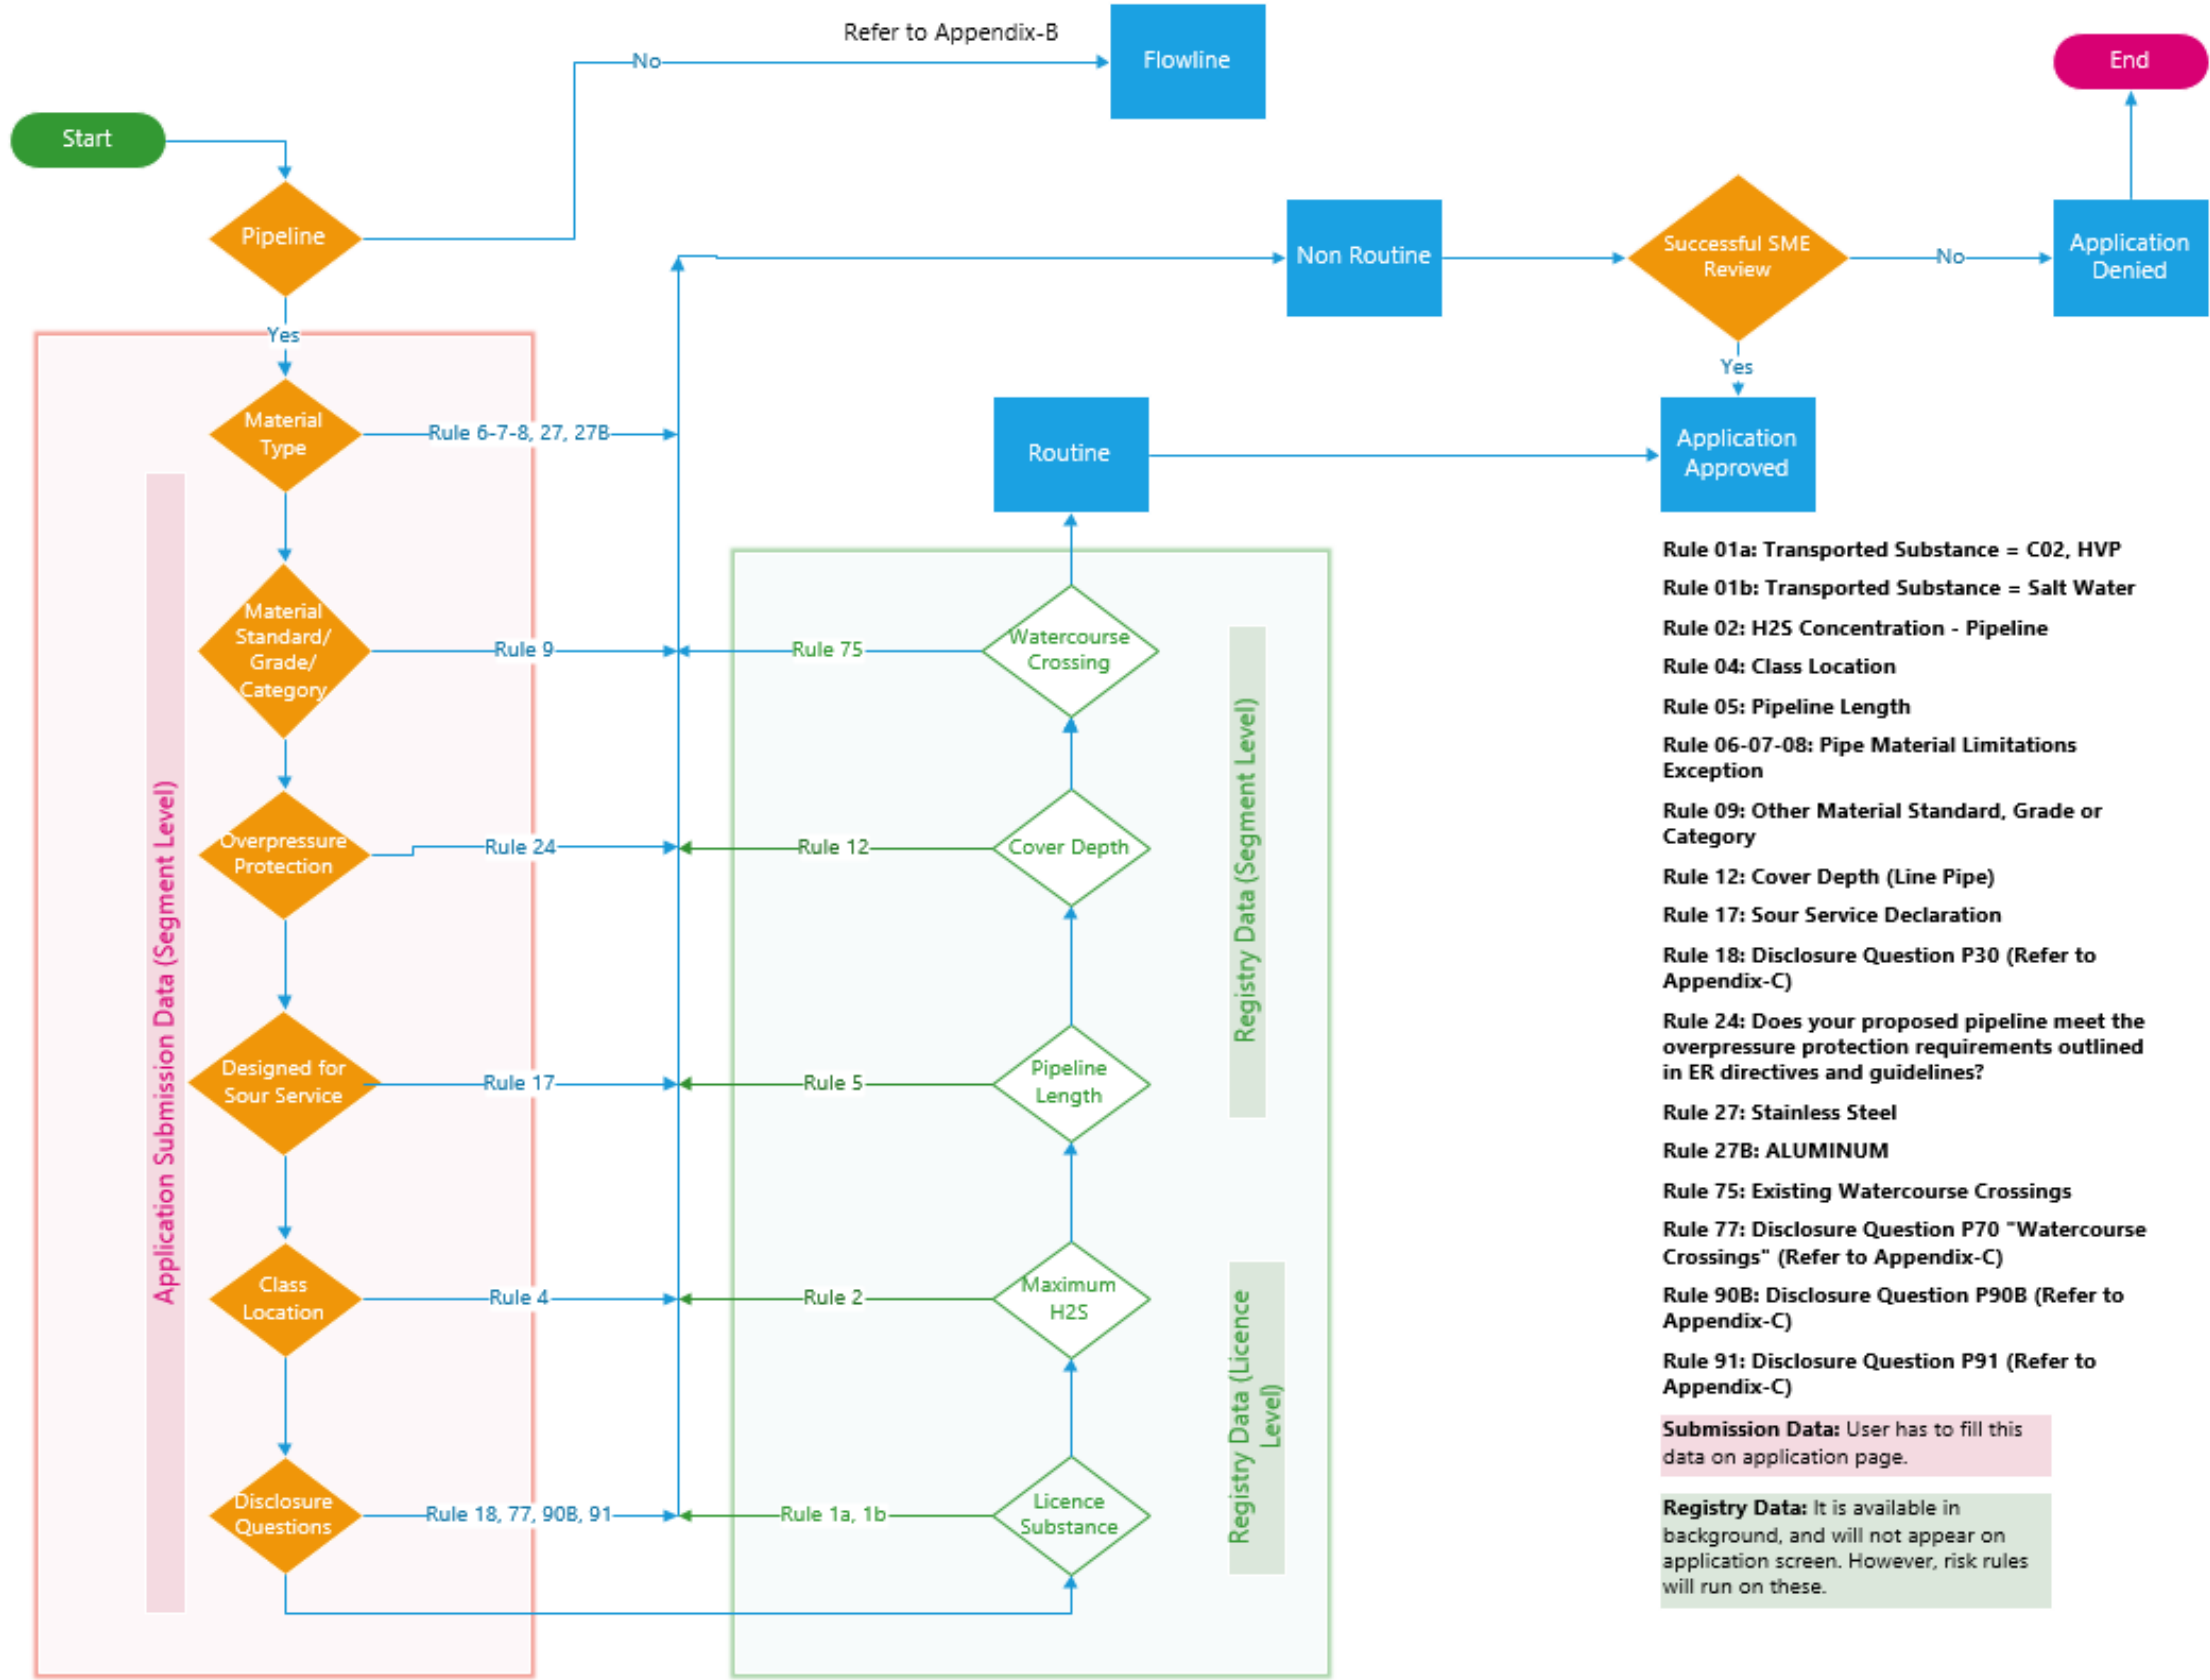 Refer to Appendix-B
Flowline
End
No
Start
Pipeline
Non Routine
Successful SME
Review
No
Application
Denied
Yes
Yes
Material
Type
Rule 6-7-8, 27, 27B
Routine
Application
Approved
Material
Standard/
Grade/
Category
Rule 9
Rule 75
Watercourse
Crossing
Overpressure
Protection
Rule 24
Rule 12
Cover Depth
Designed for
Sour Service
Rule 17
Rule 5
Pipeline
Length
Class
Location
Rule 4
Rule 2
Maximum
H2S
Disclosure
Questions
Rule 18, 77, 90B, 91
Rule 1a, 1b
Licence
Substance
Application Submission Data (Segment Level)
Registry Data (Segment Level)
Registry Data (Licence
Level)
Rule 01a: Transported Substance = C02, HVP
Rule 01b: Transported Substance = Salt Water
Rule 02: H2S Concentration - Pipeline
Rule 04: Class Location
Rule 05: Pipeline Length
Rule 06-07-08: Pipe Material Limitations
Exception
Rule 09: Other Material Standard, Grade or
Category
Rule 12: Cover Depth (Line Pipe)
Rule 17: Sour Service Declaration
Rule 18: Disclosure Question P30 (Refer to
Appendix-C)
Rule 24: Does your proposed pipeline meet the
overpressure protection requirements outlined
in ER directives and guidelines?
Rule 27: Stainless Steel
Rule 27B: ALUMINUM
Rule 75: Existing Watercourse Crossings
Rule 77: Disclosure Question P70 "Watercourse
Crossings" (Refer to Appendix-C)
Rule 90B: Disclosure Question P90B (Refer to
Appendix-C)
Rule 91: Disclosure Question P91 (Refer to
Appendix-C)
Submission Data: User has to fill this
data on application page.
Registry Data: It is available in
background, and will not appear on
application screen. However, risk rules
will run on these.